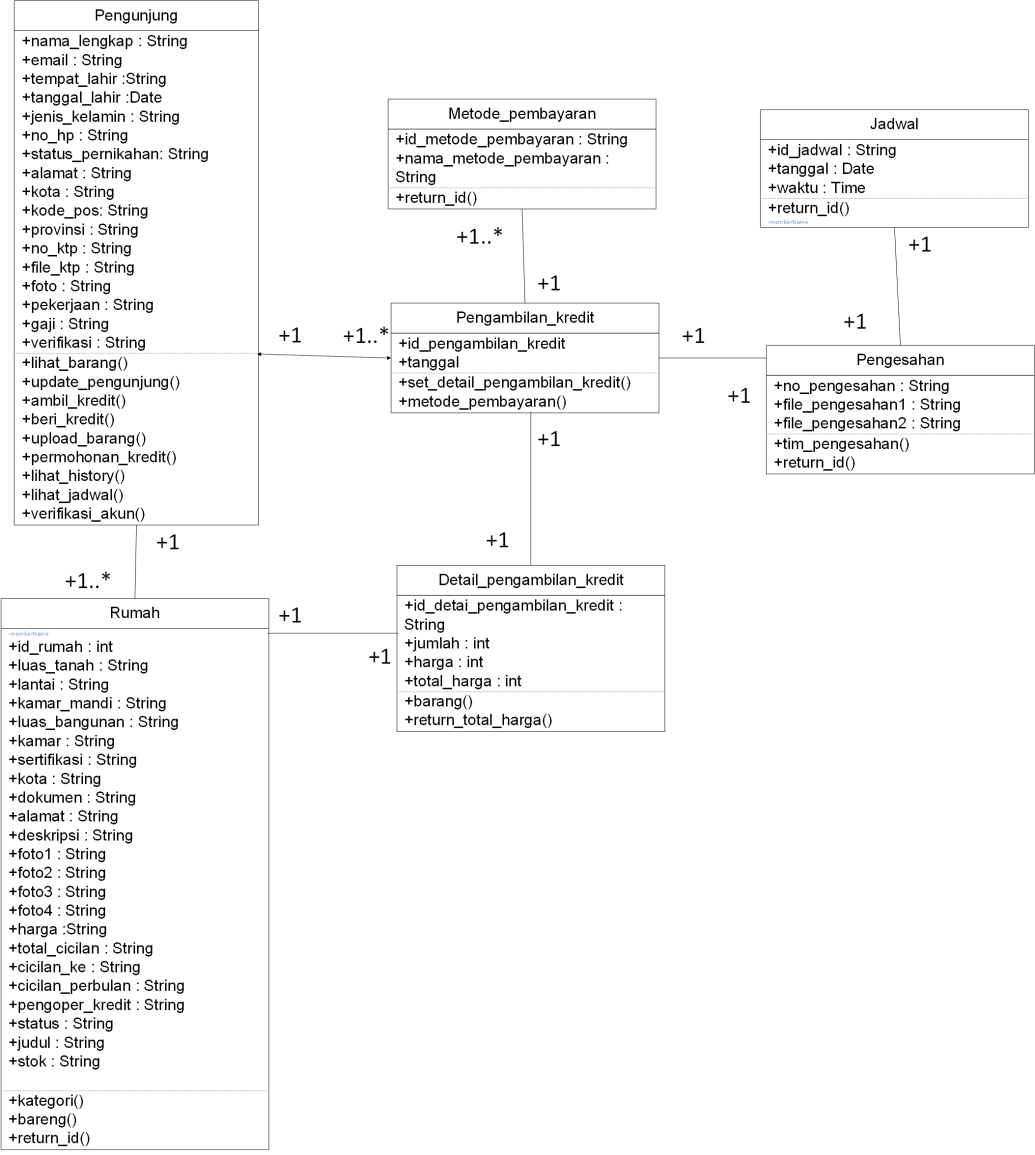 Pengunjung
+nama_lengkap : String
+email : String
+tempat_lahir :String
+tanggal_lahir :Date
+jenis_kelamin : String
+no_hp : String
+status_pernikahan: String
+alamat : String
+kota : String
+kode_pos: String
+provinsi : String
+no_ktp : String
+file_ktp : String
+foto : String
+pekerjaan : String
+gaji : String
+verifikasi : String
+lihat_barang()
+update_pengunjung()
+ambil_kredit()
+beri_kredit()
+upload_barang()
+permohonan_kredit()
+lihat_history()
+lihat_jadwal()
+verifikasi_akun()
Metode_pembayaran
+id_metode_pembayaran : String
+nama_metode_pembayaran :
String
+return_id()
Jadwal
+id_jadwal : String
+tanggal : Date
+waktu : Time
+return_id()
-memberName
+1..*
+1
+1
+1
+1
+1..*
Pengambilan_kredit
+id_pengambilan_kredit
+tanggal
+set_detail_pengambilan_kredit()
+metode_pembayaran()
+1
+1
Pengesahan
+no_pengesahan : String
+file_pengesahan1 : String
+file_pengesahan2 : String
+tim_pengesahan()
+return_id()
+1
+1
+1
+1..*
Rumah
-memberName
+id_rumah : int
+luas_tanah : String
+lantai : String
+kamar_mandi : String
+luas_bangunan : String
+kamar : String
+sertifikasi : String
+kota : String
+dokumen : String
+alamat : String
+deskripsi : String
+foto1 : String
+foto2 : String
+foto3 : String
+foto4 : String
+harga :String
+total_cicilan : String
+cicilan_ke : String
+cicilan_perbulan : String
+pengoper_kredit : String
+status : String
+judul : String
+stok : String
+kategori()
+bareng()
+return_id()
+1
+1
Detail_pengambilan_kredit
+id_detai_pengambilan_kredit :
String
+jumlah : int
+harga : int
+total_harga : int
+barang()
+return_total_harga()